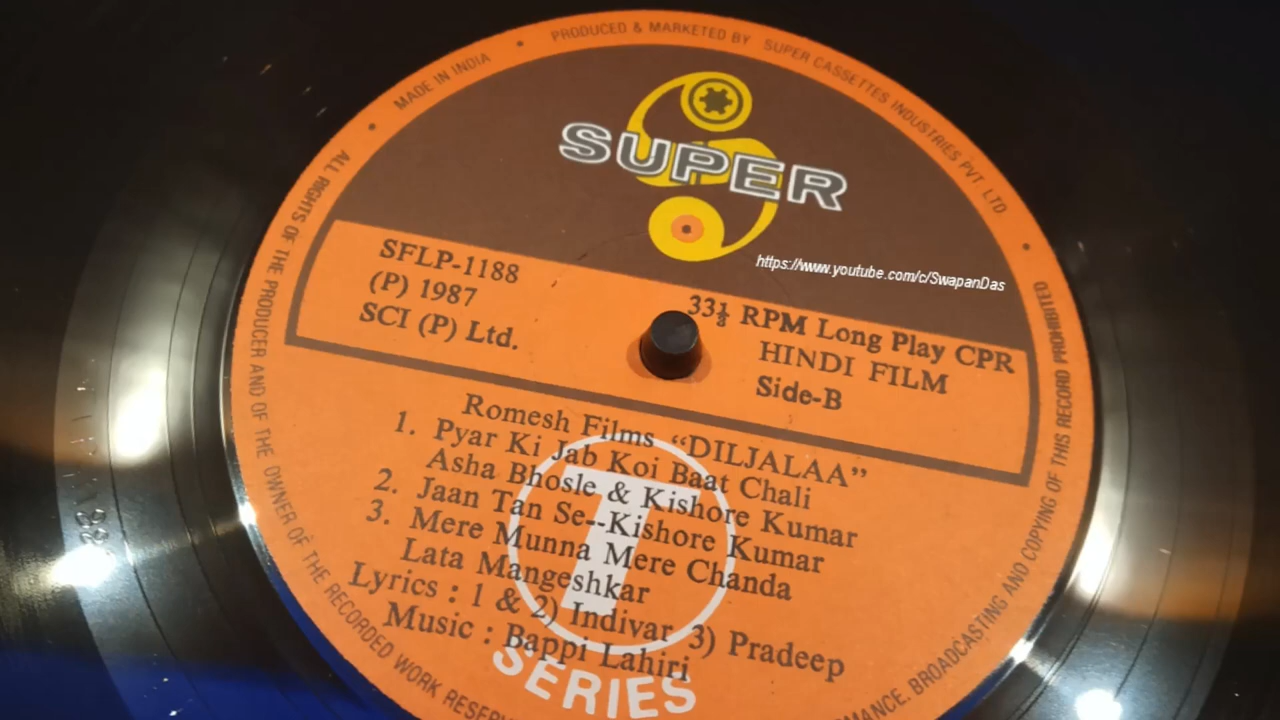 MADE IN INDIA • PRODUCED & MARKETED BY SUPER CASSETTES INDUSTRIES PVT. LTD •
SUPER
https://www.youtube.com/c/SwapanDas
SFLP-1188
(P) 1987
SCI (P) Ltd.
33⅓ RPM Long Play CPR
HINDI FILM
Side-B
Romesh Films “DILJALAA”
1. Pyar Ki Jab Koi Baat Chali
Asha Bhosle & Kishore Kumar
2. Jaan Tan Se--Kishore Kumar
3. Mere Munna Mere Chanda
Lata Mangeshkar
Lyrics : 1 & 2) Indivar 3) Pradeep
Music : Bappi Lahiri
T
SERIES
ALL RIGHTS OF THE PRODUCER AND OF THE OWNER OF THE RECORDED WORK
BROADCASTING AND COPYING OF THIS RECORD PROHIBITED